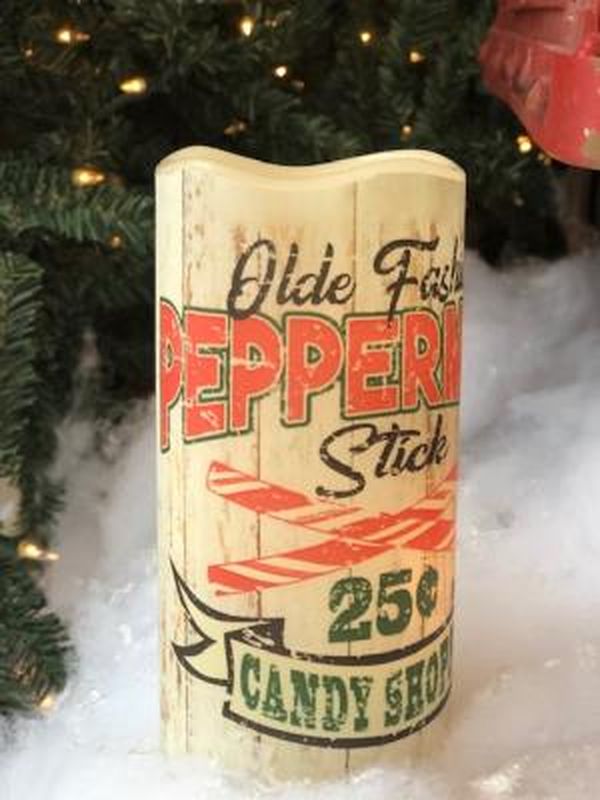 Olde Fash
PEPPERM
Stick
25¢
CANDY SHOP